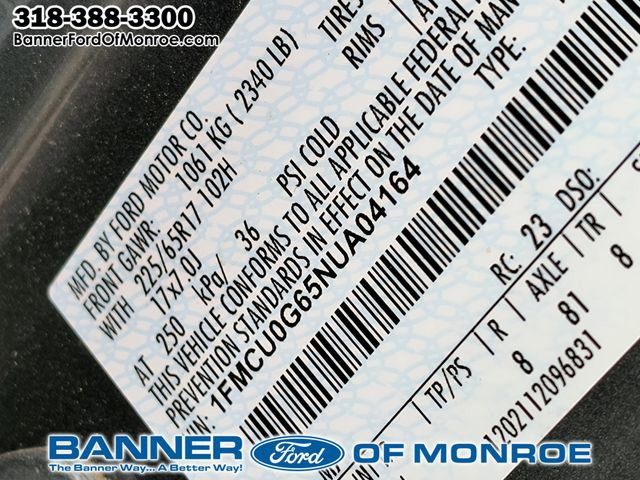 318-388-3300
BannerFordOfMonroe.com
MFD. BY FORD MOTOR CO.
FRONT GAWR: 1061 KG ( 2340 LB)
WITH 225/65R17 102H TIRES
17x7.0J RIMS
AT 250 kPa/ 36 PSI COLD
THIS VEHICLE CONFORMS TO ALL APPLICABLE FEDERAL
PREVENTION STANDARDS IN EFFECT ON THE DATE OF MAN
1FMCU0G65NUA04164
TYPE:
RC: 23 DSO:
TP/PS R AXLE TR S
8 81 8
1202112096831
BANNER Ford OF MONROE
The Banner Way... A Better Way!